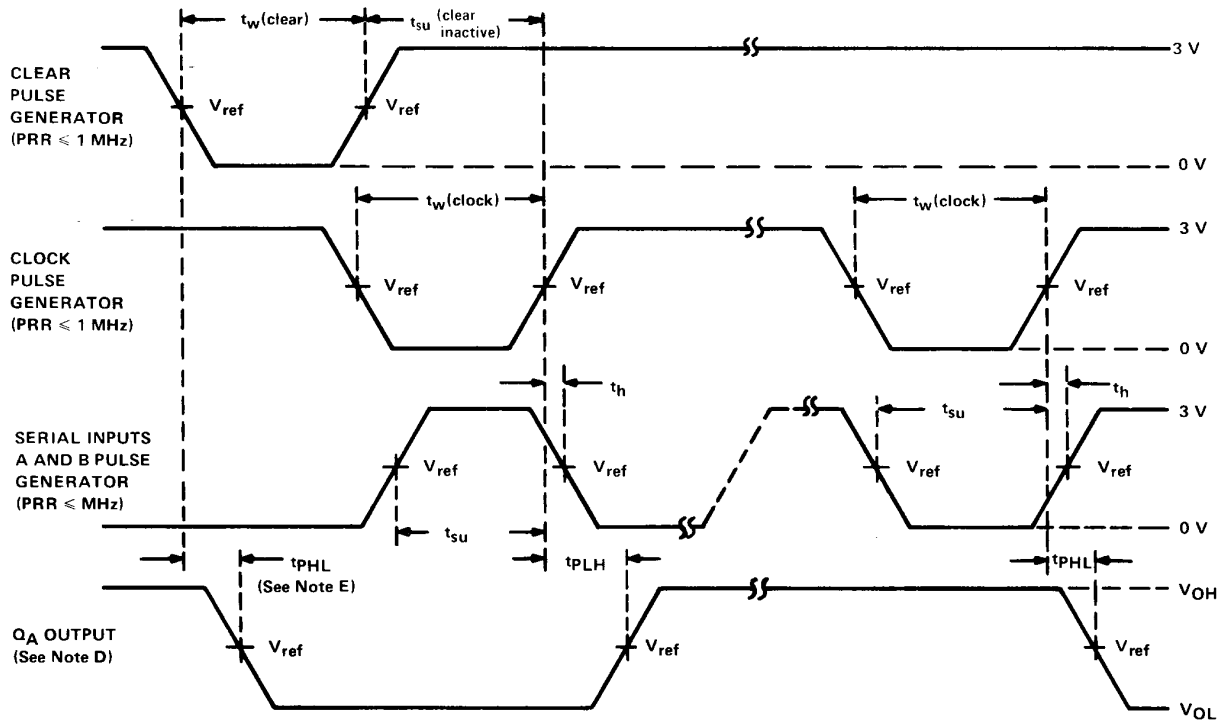 tw(clear)
tsu (clear inactive)
CLEAR
PULSE
GENERATOR
(PRR ⩽ 1 MHz)
Vref
Vref
3 V
0 V
tw(clock)
tw(clock)
CLOCK
PULSE
GENERATOR
(PRR ⩽ 1 MHz)
Vref
Vref
Vref
Vref
3 V
0 V
th
tsu
th
SERIAL INPUTS
A AND B PULSE
GENERATOR
(PRR ⩽ MHz)
Vref
Vref
Vref
Vref
3 V
0 V
tsu
tPHL
(See Note E)
tPLH
tPHL
QA OUTPUT
(See Note D)
Vref
Vref
Vref
VOH
VOL